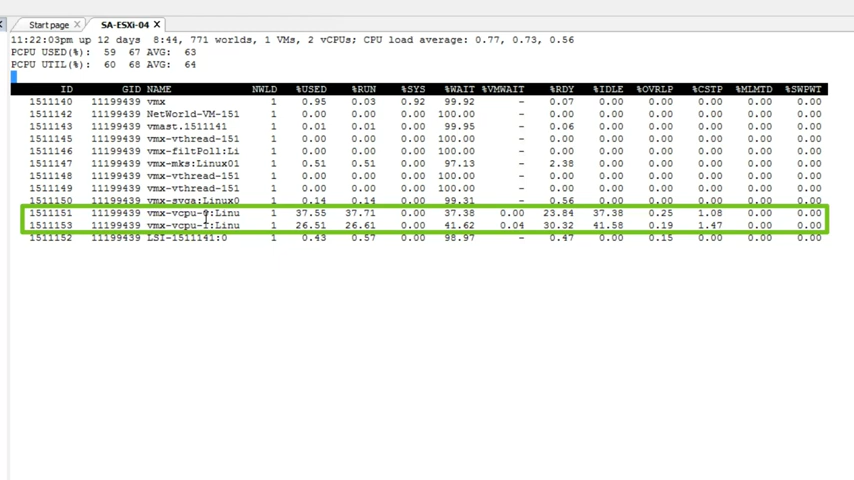 Start page × SA-ESXi-04 ×
11:22:03pm up 12 days 8:44, 771 worlds, 1 VMs, 2 vCPUs; CPU load average: 0.77, 0.73, 0.56
PCPU USED(%): 59 67 AVG: 63
PCPU UTIL(%): 60 68 AVG: 64
ID GID NAME NWLD %USED %RUN %SYS %WAIT %VMWAIT %RDY %IDLE %OVRLP %CSTP %MLMTD %SWPWT
1511140 11199439 vmx 1 0.95 0.03 0.92 99.92 - 0.07 0.00 0.00 0.00 0.00 0.00
1511142 11199439 NetWorld-VM-151 1 0.00 0.00 0.00 100.00 - 0.00 0.00 0.00 0.00 0.00 0.00
1511143 11199439 vmast.1511141 1 0.01 0.01 0.00 99.95 - 0.06 0.00 0.00 0.00 0.00 0.00
1511145 11199439 vmx-vthread-151 1 0.00 0.00 0.00 100.00 - 0.00 0.00 0.00 0.00 0.00 0.00
1511146 11199439 vmx-filtPoll:Li 1 0.00 0.00 0.00 100.00 - 0.00 0.00 0.00 0.00 0.00 0.00
1511147 11199439 vmx-mks:Linux01 1 0.51 0.51 0.00 97.13 - 2.38 0.00 0.00 0.00 0.00 0.00
1511148 11199439 vmx-vthread-151 1 0.00 0.00 0.00 100.00 - 0.00 0.00 0.00 0.00 0.00 0.00
1511149 11199439 vmx-vthread-151 1 0.00 0.00 0.00 100.00 - 0.00 0.00 0.00 0.00 0.00 0.00
1511150 11199439 vmx-svga:Linux0 1 0.14 0.14 0.00 99.31 - 0.56 0.00 0.00 0.00 0.00 0.00
1511151 11199439 vmx-vcpu-0:Linu 1 37.55 37.71 0.00 37.38 0.00 23.84 37.38 0.25 1.08 0.00 0.00
1511153 11199439 vmx-vcpu-1:Linu 1 26.51 26.61 0.00 41.62 0.04 30.32 41.58 0.19 1.47 0.00 0.00
1511152 11199439 LSI-1511141:0 1 0.43 0.57 0.00 98.97 - 0.47 0.00 0.15 0.00 0.00 0.00